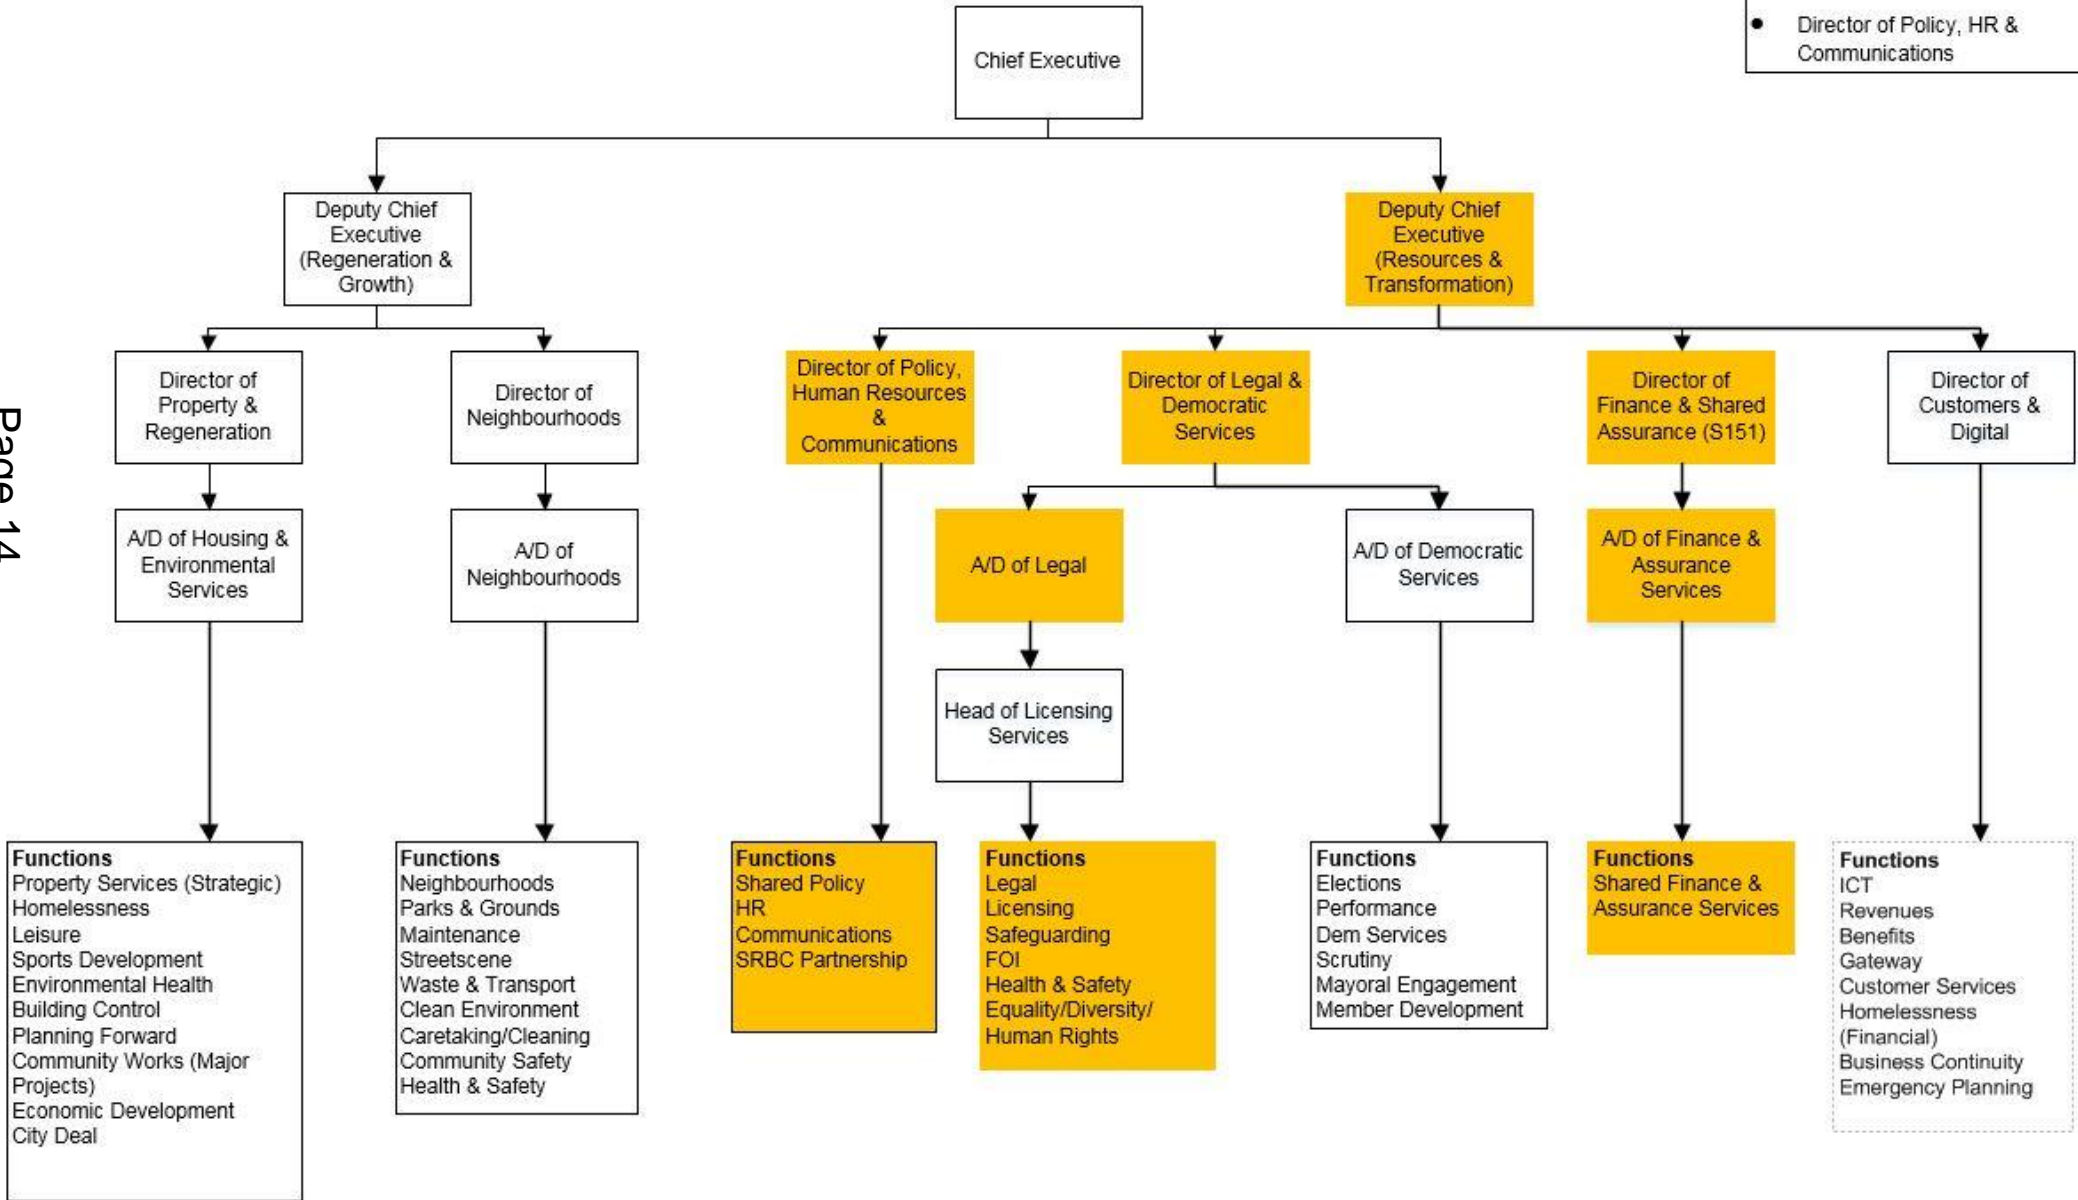 • Director of Policy, HR &
Communications
Chief Executive
Deputy Chief
Executive
(Regeneration &
Growth)
Deputy Chief
Executive
(Resources &
Transformation)
Director of
Property &
Regeneration
Director of
Neighbourhoods
Director of Policy,
Human Resources
&
Communications
Director of Legal &
Democratic
Services
Director of
Finance & Shared
Assurance (S151)
Director of
Customers &
Digital
A/D of Housing &
Environmental
Services
A/D of
Neighbourhoods
A/D of Legal
A/D of Democratic
Services
A/D of Finance &
Assurance
Services
Head of Licensing
Services
Functions
Property Services (Strategic)
Homelessness
Leisure
Sports Development
Environmental Health
Building Control
Planning Forward
Community Works (Major
Projects)
Economic Development
City Deal
Functions
Neighbourhoods
Parks & Grounds
Maintenance
Streetscene
Waste & Transport
Clean Environment
Caretaking/Cleaning
Community Safety
Health & Safety
Functions
Shared Policy
HR
Communications
SRBC Partnership
Functions
Legal
Licensing
Safeguarding
FOI
Health & Safety
Equality/Diversity/
Human Rights
Functions
Elections
Performance
Dem Services
Scrutiny
Mayoral Engagement
Member Development
Functions
Shared Finance &
Assurance Services
Functions
ICT
Revenues
Benefits
Gateway
Customer Services
Homelessness
(Financial)
Business Continuity
Emergency Planning
Page 14